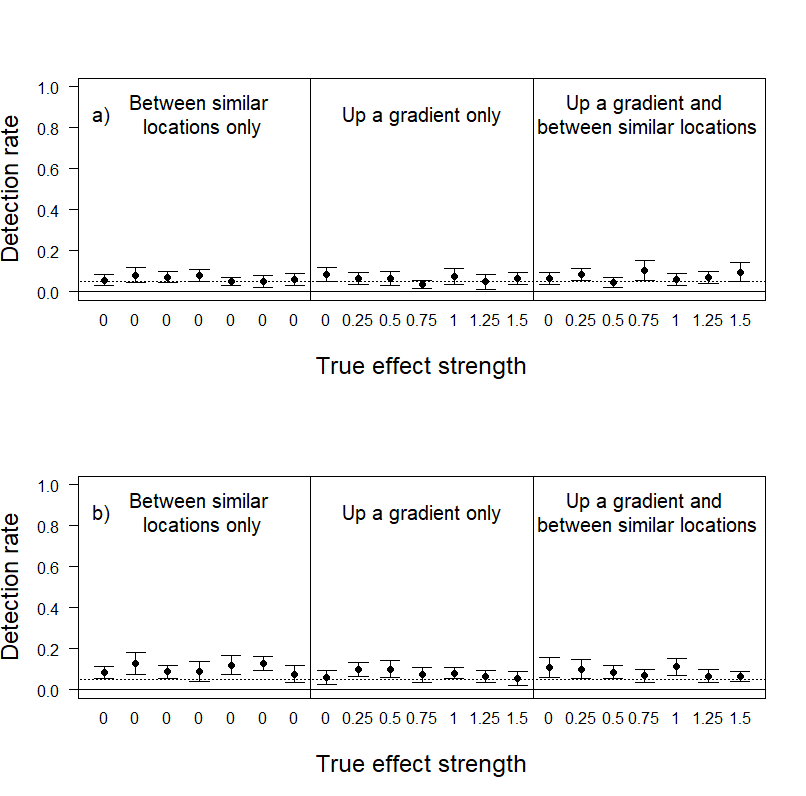 1.0
0.8
0.6
0.4
0.2
0.0
Detection rate
a)
Between similar
locations only
Up a gradient only
Up a gradient and
between similar locations
0 0 0 0 0 0 0 0 0.25 0.5 0.75 1 1.25 1.5 0 0.25 0.5 0.75 1 1.25 1.5
True effect strength
1.0
0.8
0.6
0.4
0.2
0.0
Detection rate
b)
Between similar
locations only
Up a gradient only
Up a gradient and
between similar locations
0 0 0 0 0 0 0 0 0.25 0.5 0.75 1 1.25 1.5 0 0.25 0.5 0.75 1 1.25 1.5
True effect strength